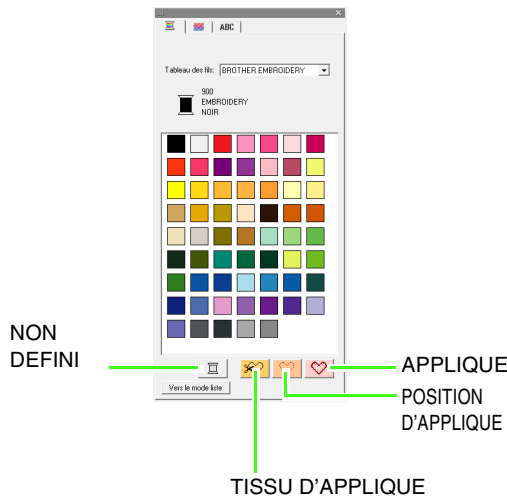 ABC
Tableau des fils: BROTHER EMBROIDERY
900
EMBROIDERY
NOIR
NON
DEFINI
APPLIQUE
POSITION
D'APPLIQUE
Vers le mode liste
TISSU D'APPLIQUE